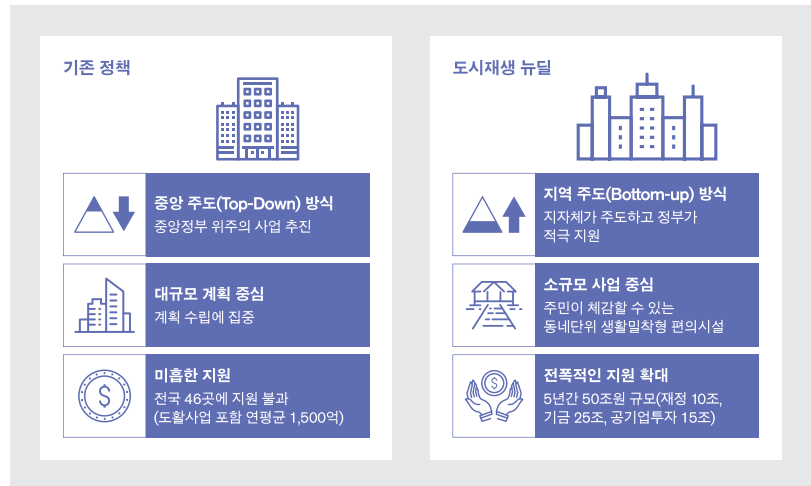 기존 정책
중앙 주도(Top-Down) 방식
중앙정부 위주의 사업 추진
대규모 계획 중심
계획 수립에 집중
$
미흡한 지원
전국 46곳에 지원 불과
(도활사업 포함 연평균 1,500억)
도시재생 뉴딜
지역 주도(Bottom-up) 방식
지자체가 주도하고 정부가
적극 지원
소규모 사업 중심
주민이 체감할 수 있는
동네단위 생활밀착형 편의시설
$
전폭적인 지원 확대
5년간 50조원 규모(재정 10조,
기금 25조, 공기업투자 15조)